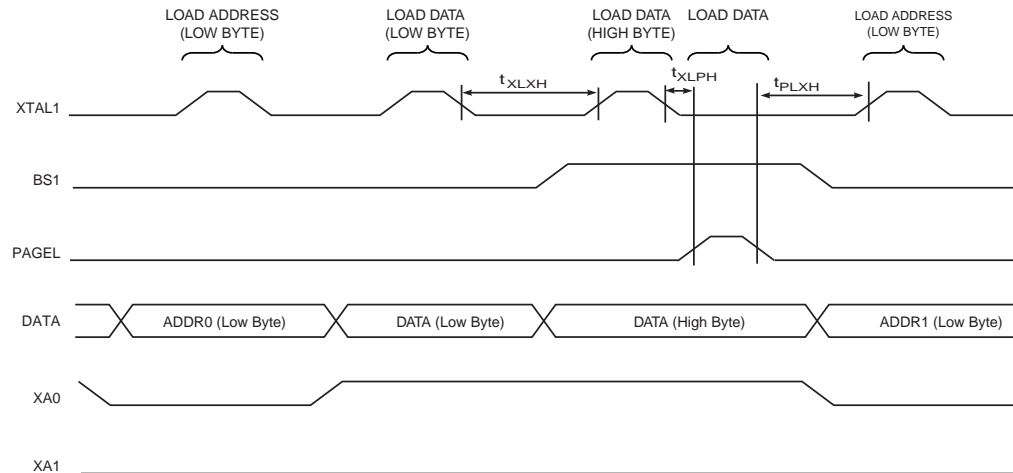 LOAD ADDRESS
(LOW BYTE)
LOAD DATA
(LOW BYTE)
LOAD DATA
(HIGH BYTE)
LOAD DATA
LOAD ADDRESS
(LOW BYTE)
tXLXH
tXLPH
tPLXH
XTAL1
BS1
PAGEL
DATA
ADDR0 (Low Byte)
DATA (Low Byte)
DATA (High Byte)
ADDR1 (Low Byte)
XA0
XA1